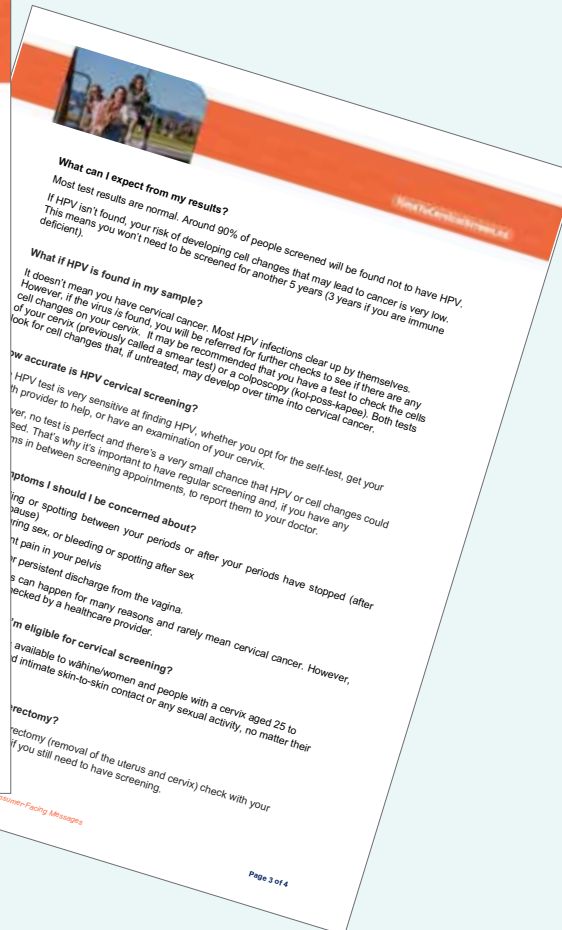 What can I expect from my results?
Most test results are normal. Around 90% of people screened will be found not to have HPV.
If HPV isn't found, your risk of developing cell changes that may lead to cancer is very low.
This means you won't need to be screened for another 5 years (3 years if you are immune
deficient).
What if HPV is found in my sample?
It doesn't mean you have cervical cancer. Most HPV infections clear up by themselves.
However, if the virus is found, you will be referred for further checks to see if there are any
cell changes on your cervix. It may be recommended that you have a test to check the cells
of your cervix (previously called a smear test) or a colposcopy (kol-poss-kapee). Both tests
look for cell changes that, if untreated, may develop over time into cervical cancer.
ow accurate is HPV cervical screening?
HPV test is very sensitive at finding HPV, whether you opt for the self-test, get your
th provider to help, or have an examination of your cervix.
ver, no test is perfect and there's a very small chance that HPV or cell changes could
sed. That's why it's important to have regular screening and, if you have any
ms in between screening appointments, to report them to your doctor.
mptoms I should I be concerned about?
ing or spotting between your periods or after your periods have stopped (after
pause)
ring sex, or bleeding or spotting after sex
nt pain in your pelvis
or persistent discharge from the vagina.
s can happen for many reasons and rarely mean cervical cancer. However,
hecked by a healthcare provider.
'm eligible for cervical screening?
available to wāhine/women and people with a cervix aged 25 to
d intimate skin-to-skin contact or any sexual activity, no matter their
erectomy?
rectomy (removal of the uterus and cervix) check with your
if you still need to have screening.
nsumer-Facing Messages
Page 3 of 4